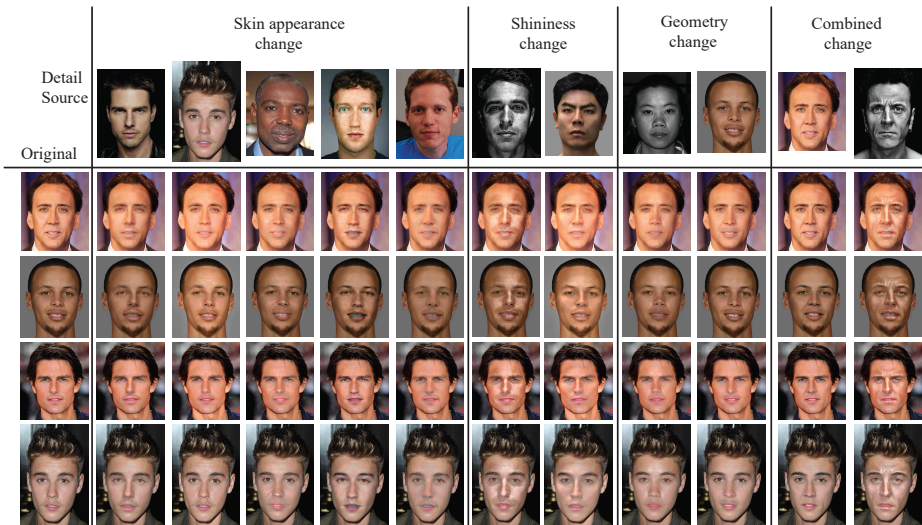 Skin appearance
change
Shininess
change
Geometry
change
Combined
change
Detail
Source
Original